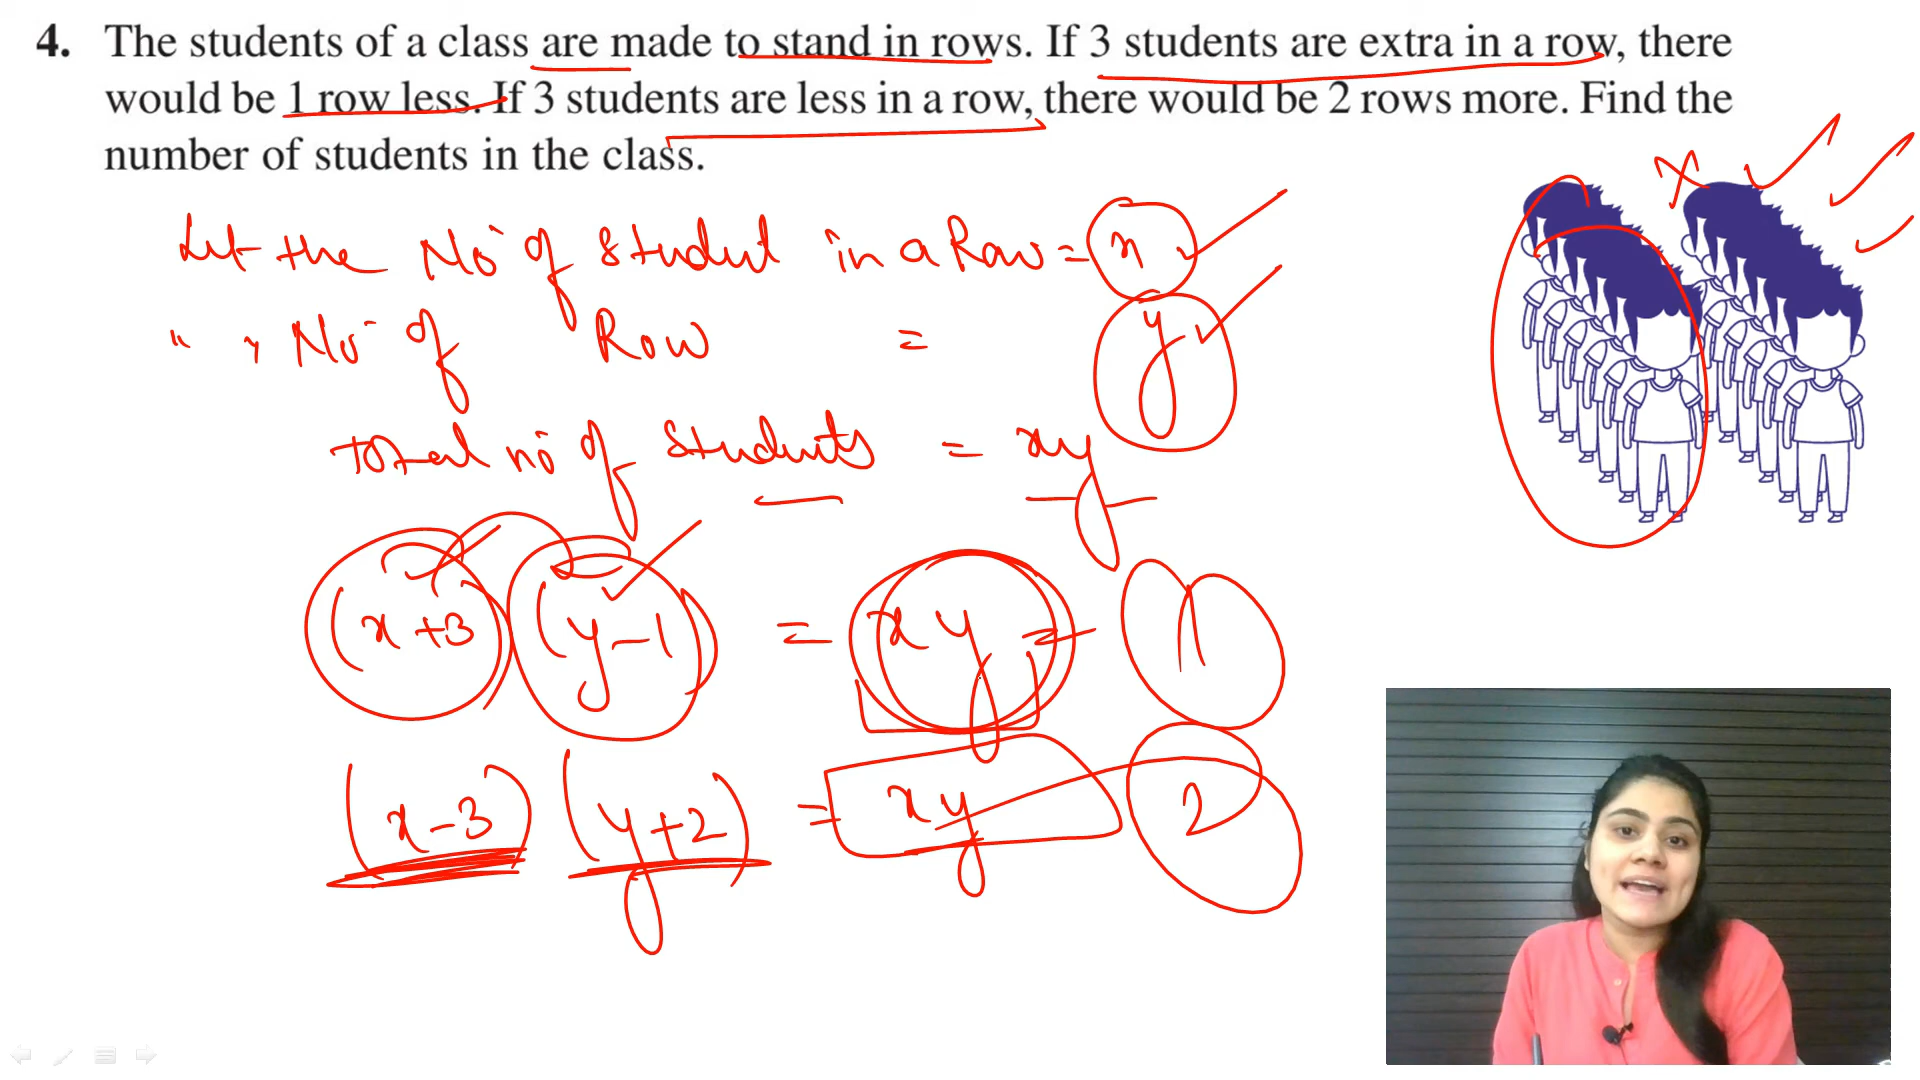 4. The students of a class are made to stand in rows. If 3 students are extra in a row, there
would be 1 row less. If 3 students are less in a row, there would be 2 rows more. Find the
number of students in the class.
Let the No of student in a Row = x
" " No of Row = y
total no of students = xy
(x+3) (y-1) = xy - 1
(x-3) (y+2) = xy - 2